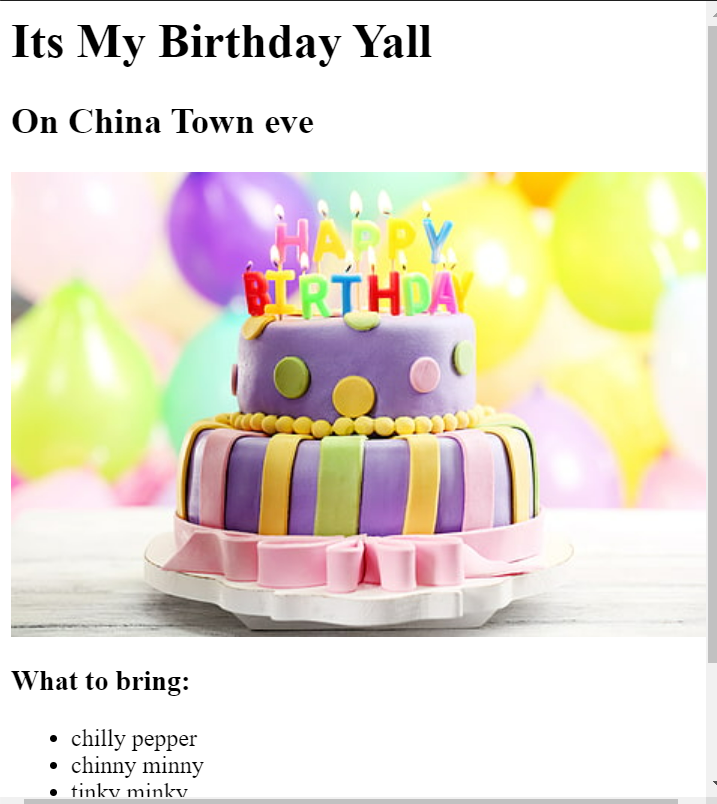 Its My Birthday Yall
On China Town eve
HAPPY
BIRTHDAY
What to bring:
chilly pepper
chinny minny
tinky minky